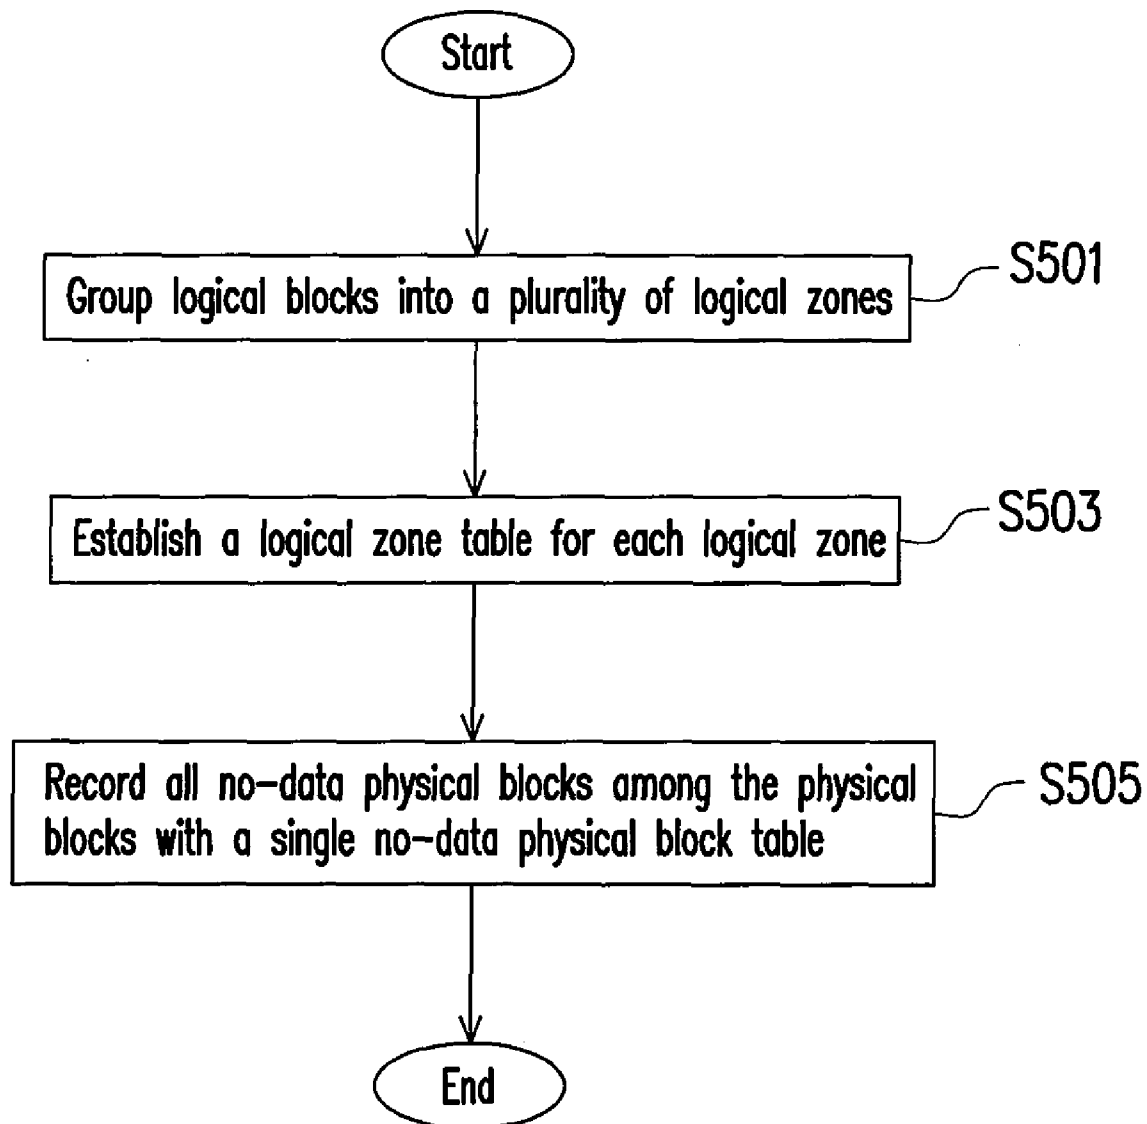 Start
Group logical blocks into a plurality of logical zones
S501
Establish a logical zone table for each logical zone
S503
Record all no-data physical blocks among the physical
blocks with a single no-data physical block table
S505
End